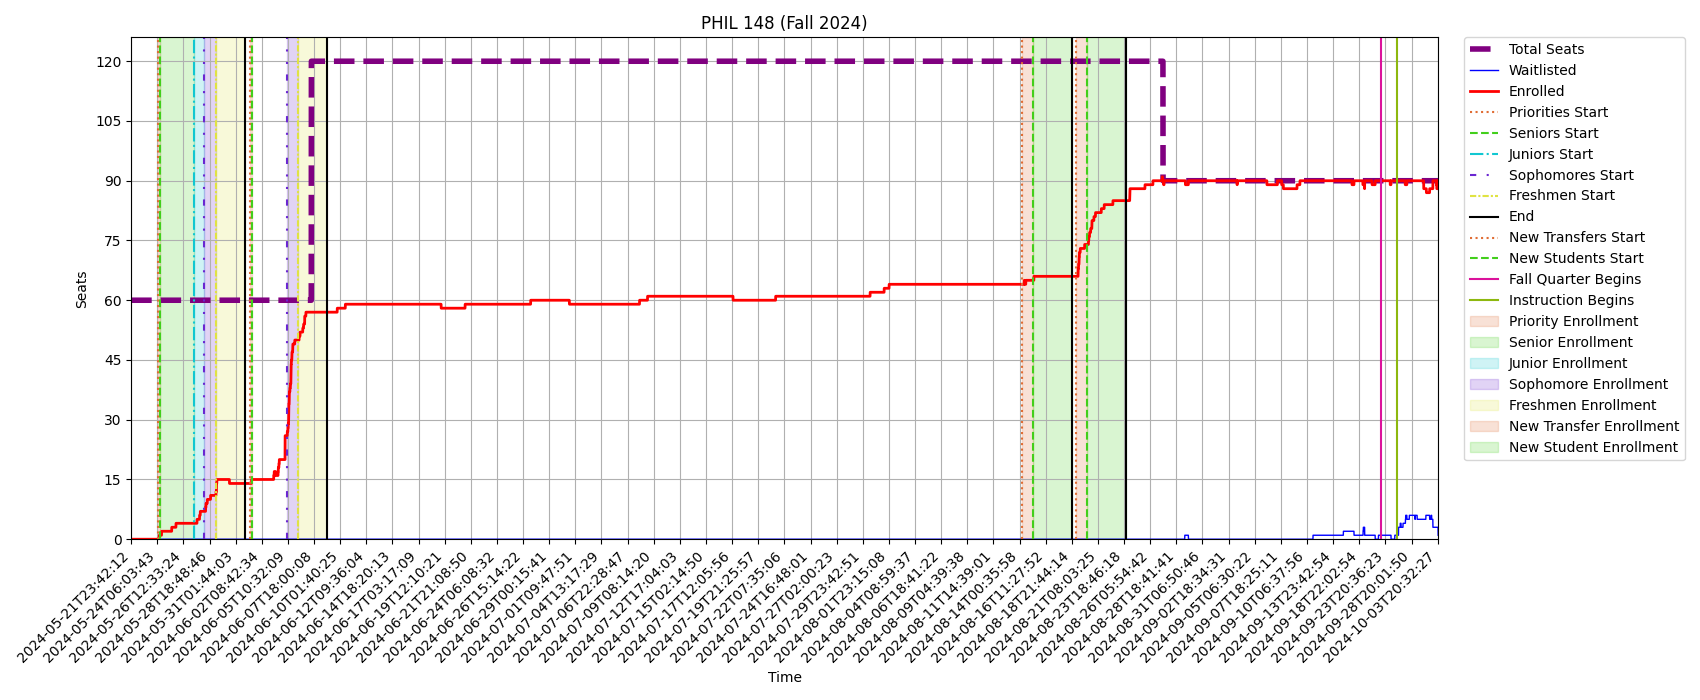 PHIL 148 (Fall 2024)
120
105
90
75
60
45
30
15
0
Seats
2024-05-21T23:42:12
2024-05-24T06:03:43
2024-05-26T12:33:24
2024-05-28T18:48:46
2024-05-31T01:44:03
2024-06-02T08:42:34
2024-06-05T10:32:09
2024-06-07T18:00:08
2024-06-10T01:40:25
2024-06-12T09:36:04
2024-06-14T18:20:13
2024-06-17T03:17:09
2024-06-19T12:10:21
2024-06-21T21:08:50
2024-06-24T06:08:32
2024-06-26T15:14:22
2024-06-29T00:15:41
2024-07-01T09:47:51
2024-07-04T13:17:29
2024-07-06T22:28:47
2024-07-09T08:14:20
2024-07-12T17:04:03
2024-07-15T02:14:50
2024-07-17T12:05:56
2024-07-19T21:25:57
2024-07-22T07:35:06
2024-07-24T16:48:01
2024-07-27T02:00:23
2024-07-29T23:42:51
2024-08-01T23:15:08
2024-08-04T08:59:37
2024-08-06T18:41:22
2024-08-09T04:39:38
2024-08-11T14:39:01
2024-08-14T00:35:58
2024-08-16T11:27:52
2024-08-18T21:44:14
2024-08-21T08:03:25
2024-08-23T18:46:18
2024-08-26T05:54:42
2024-08-28T18:41:41
2024-08-31T06:50:46
2024-09-02T18:34:31
2024-09-05T06:30:22
2024-09-07T18:25:11
2024-09-10T06:37:56
2024-09-13T23:42:54
2024-09-18T22:02:54
2024-09-23T20:36:23
2024-09-28T20:01:50
2024-10-03T20:32:27
Time
Total Seats
Waitlisted
Enrolled
Priorities Start
Seniors Start
Juniors Start
Sophomores Start
Freshmen Start
End
New Transfers Start
New Students Start
Fall Quarter Begins
Instruction Begins
Priority Enrollment
Senior Enrollment
Junior Enrollment
Sophomore Enrollment
Freshmen Enrollment
New Transfer Enrollment
New Student Enrollment